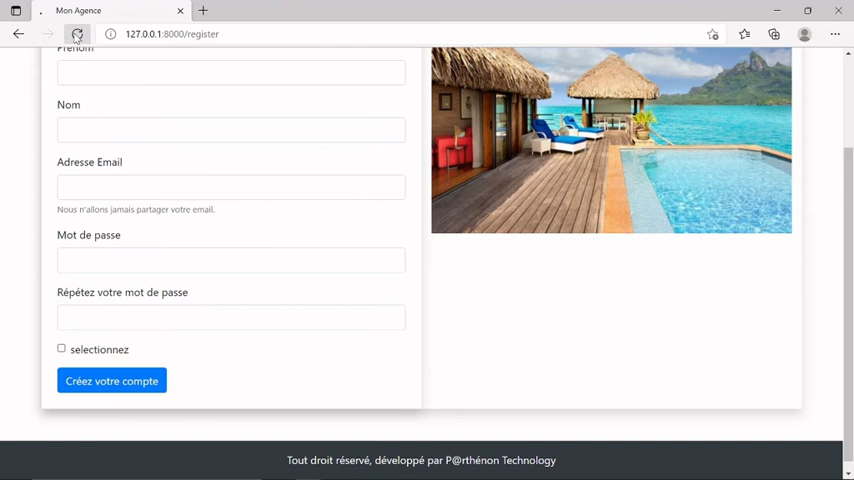 Mon Agence
127.0.0.1:8000/register
Prénom
Nom
Adresse Email
Nous n'allons jamais partager votre email.
Mot de passe
Répétez votre mot de passe
selectionnez
Créez votre compte
Tout droit réservé, développé par P@rthénon Technology